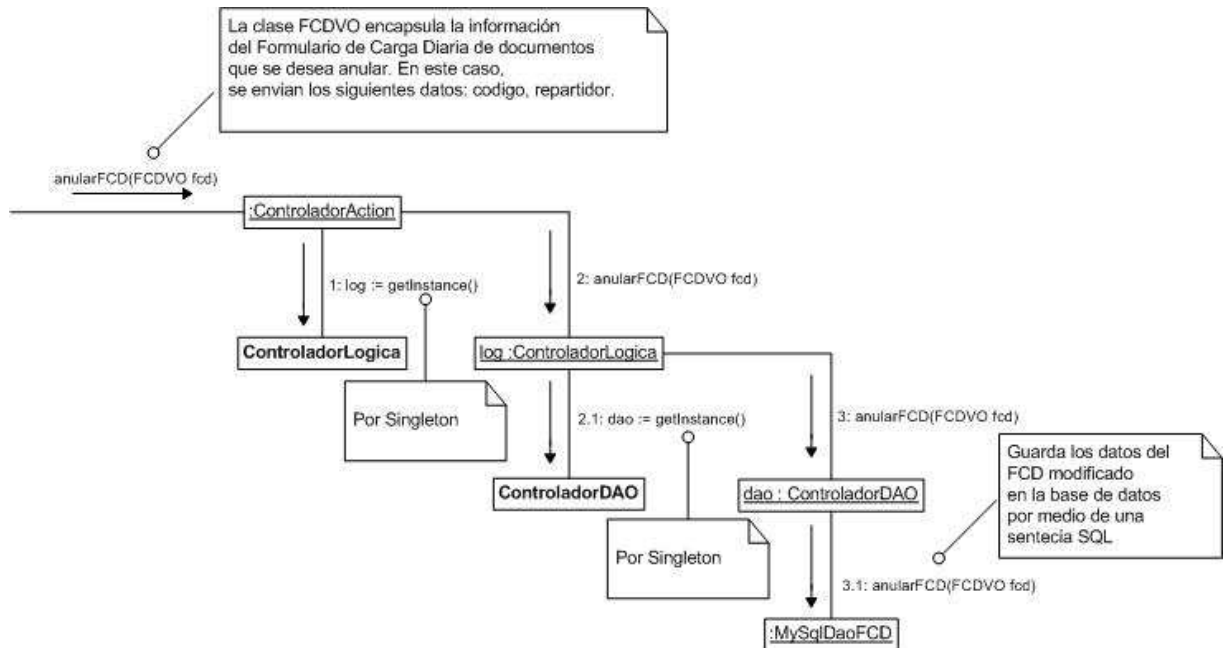 La clase FCDVO encapsula la información
del Formulario de Carga Diaria de documentos
que se desea anular. En este caso,
se envian los siguientes datos: codigo, repartidor.
anularFCD(FCDVO fcd)
:ControladorAction
1: log := getInstance()
2: anularFCD(FCDVO fcd)
ControladorLogica
log :ControladorLogica
Por Singleton
2.1: dao := getInstance()
3: anularFCD(FCDVO fcd)
Guarda los datos del
FCD modificado
en la base de datos
por medio de una
sentecia SQL
ControladorDAO
dao : ControladorDAO
Por Singleton
3.1: anularFCD(FCDVO fcd)
:MySqlDaoFCD